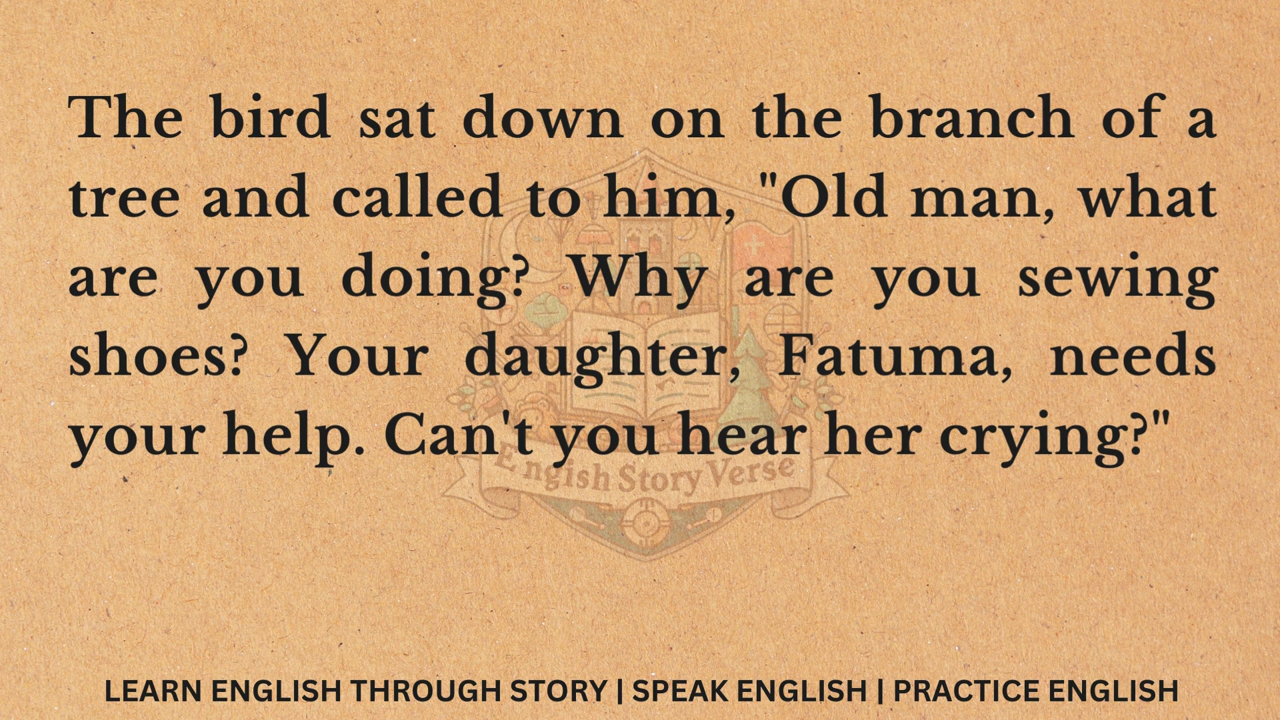 The bird sat down on the branch of a
tree and called to him, "Old man, what
are you doing? Why are you sewing
shoes? Your daughter, Fatuma, needs
your help. Can't you hear her crying?"
Engish Story Verse
LEARN ENGLISH THROUGH STORY | SPEAK ENGLISH | PRACTICE ENGLISH